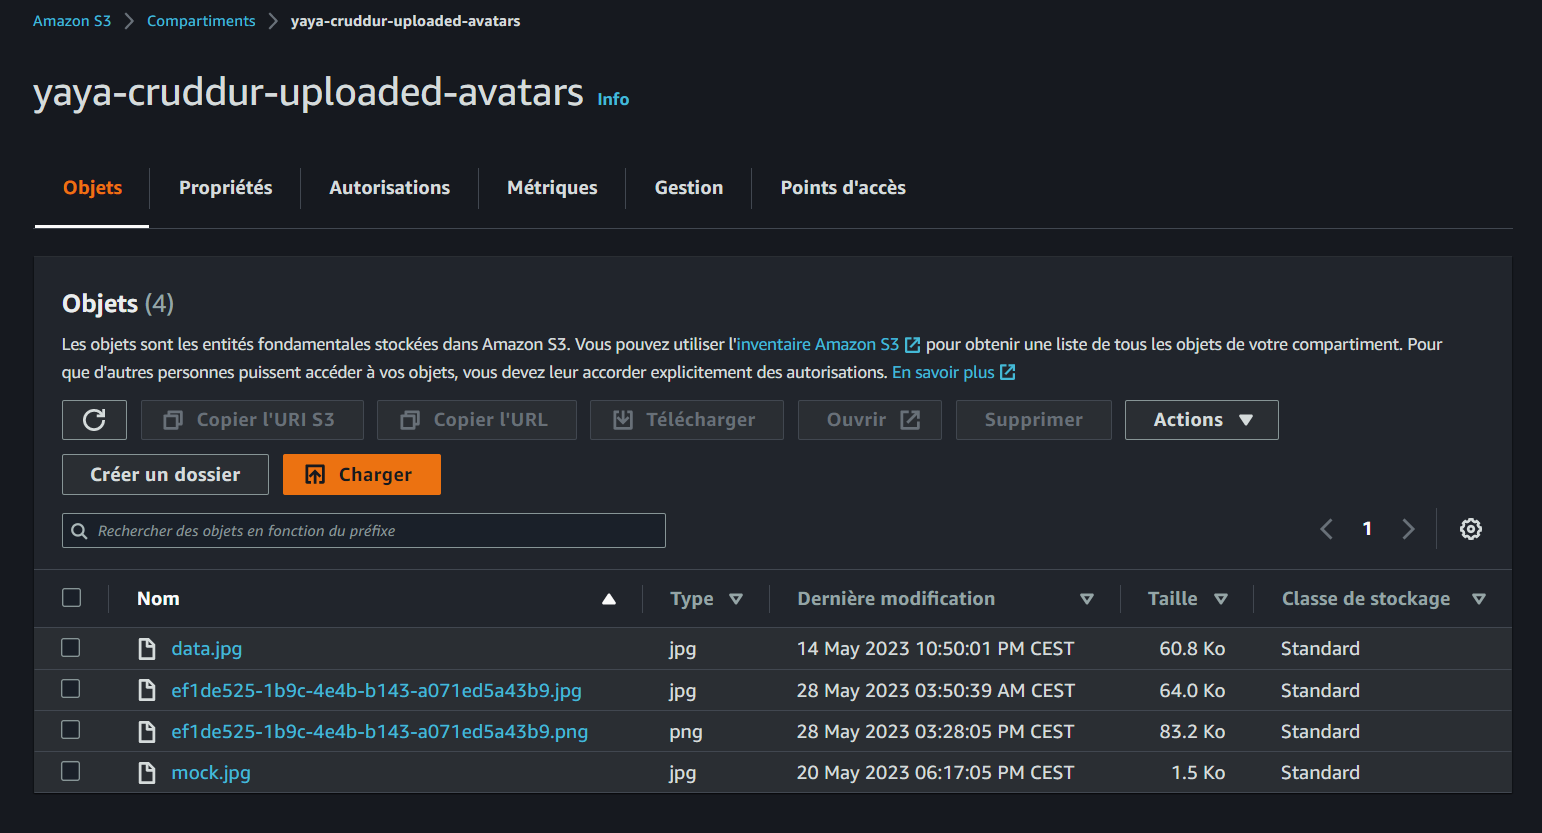 Amazon S3 > Compartiments > yaya-cruddur-uploaded-avatars
yaya-cruddur-uploaded-avatars Info
Objets Propriétés Autorisations Métriques Gestion Points d'accès
Objets (4)
Les objets sont les entités fondamentales stockées dans Amazon S3. Vous pouvez utiliser l'inventaire Amazon S3 pour obtenir une liste de tous les objets de votre compartiment. Pour
que d'autres personnes puissent accéder à vos objets, vous devez leur accorder explicitement des autorisations. En savoir plus
Copier l'URI S3 Copier l'URL Télécharger Ouvrir Supprimer Actions
Créer un dossier Charger
Rechercher des objets en fonction du préfixe 1
Nom Type Dernière modification Taille Classe de stockage
data.jpg jpg 14 May 2023 10:50:01 PM CEST 60.8 Ko Standard
ef1de525-1b9c-4e4b-b143-a071ed5a43b9.jpg jpg 28 May 2023 03:50:39 AM CEST 64.0 Ko Standard
ef1de525-1b9c-4e4b-b143-a071ed5a43b9.png png 28 May 2023 03:28:05 PM CEST 83.2 Ko Standard
mock.jpg jpg 20 May 2023 06:17:05 PM CEST 1.5 Ko Standard